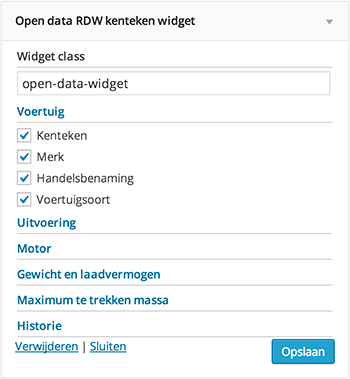 Open data RDW kenteken widget
Widget class
open-data-widget
Voertuig
Kenteken
Merk
Handelsbenaming
Voertuigsoort
Uitvoering
Motor
Gewicht en laadvermogen
Maximum te trekken massa
Historie
Verwijderen | Sluiten
Opslaan